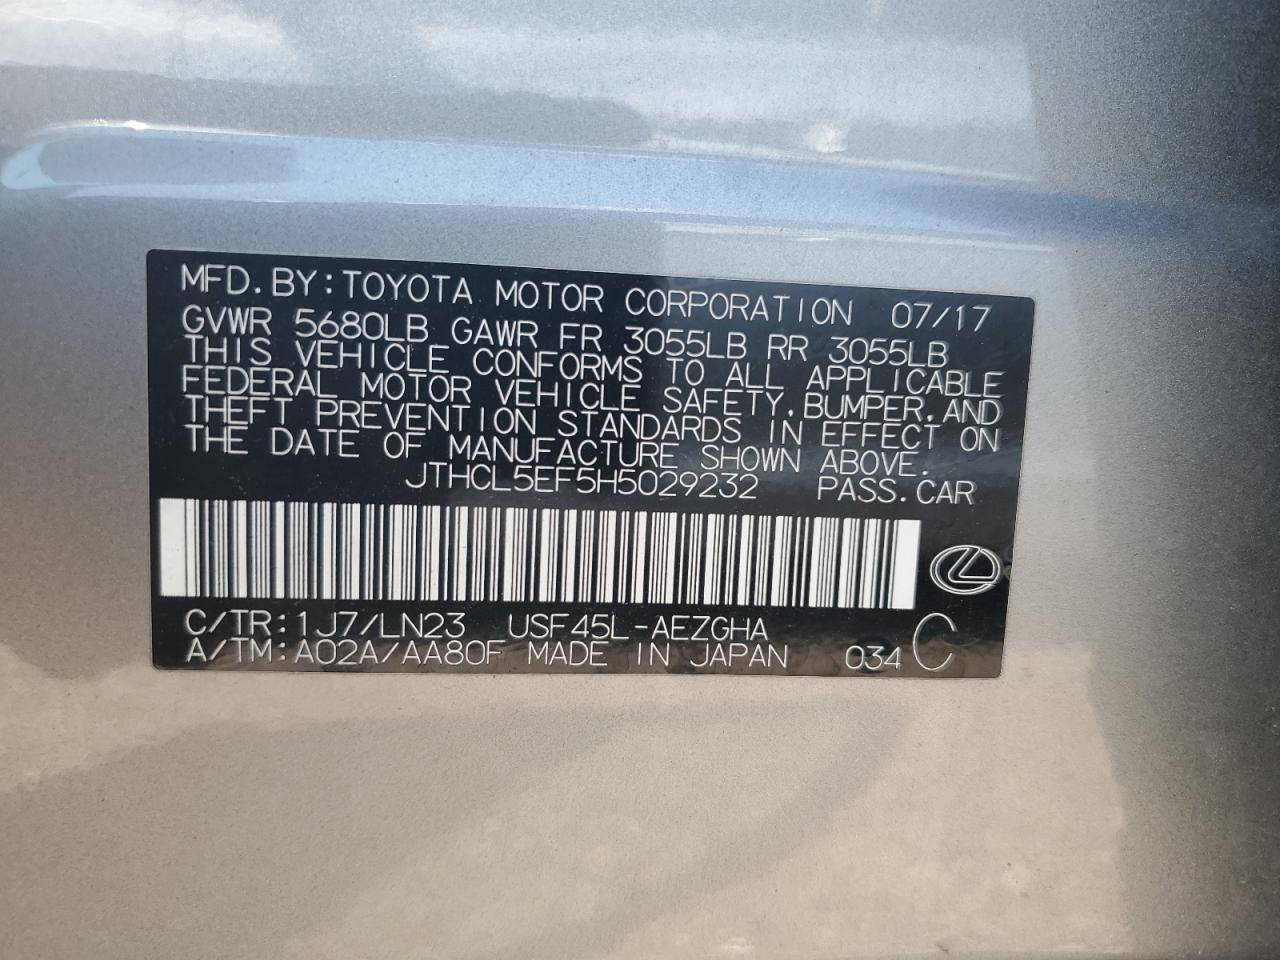 MFD.BY:TOYOTA MOTOR CORPORATION 07/17
GVWR 5680LB GAWR FR 3055LB RR 3055LB
THIS VEHICLE CONFORMS TO ALL APPLICABLE
FEDERAL MOTOR VEHICLE SAFETY,BUMPER,AND
THEFT PREVENTION STANDARDS IN EFFECT ON
THE DATE OF MANUFACTURE SHOWN ABOVE.
JTHCL5EF5H5029232 PASS.CAR
C/TR:1J7/LN23 USF45L-AEZGHA
A/TM:A02A/AA80F MADE IN JAPAN 034 C